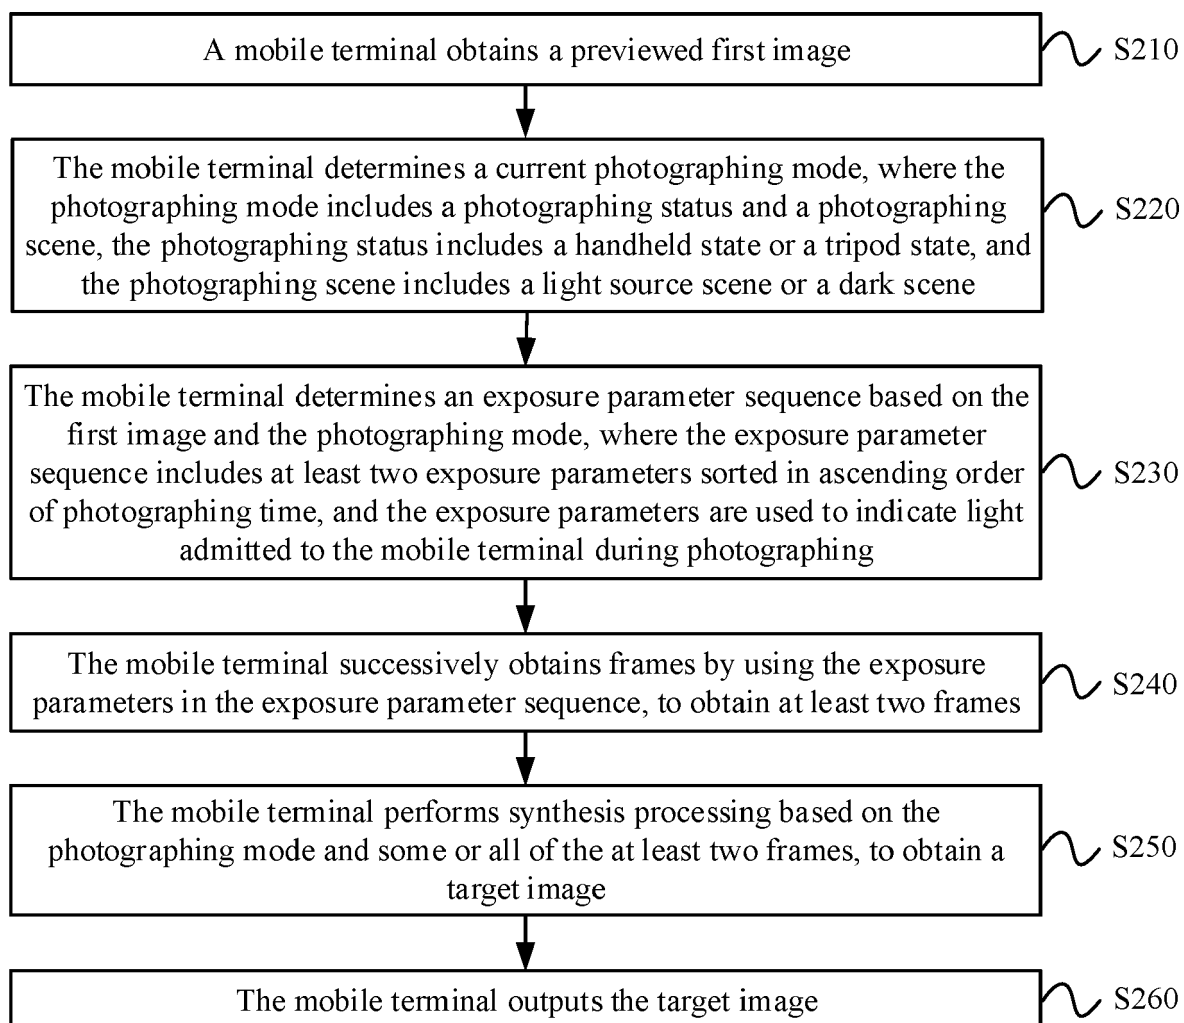 A mobile terminal obtains a previewed first image
S210
The mobile terminal determines a current photographing mode, where the
photographing mode includes a photographing status and a photographing
scene, the photographing status includes a handheld state or a tripod state, and
the photographing scene includes a light source scene or a dark scene
S220
The mobile terminal determines an exposure parameter sequence based on the
first image and the photographing mode, where the exposure parameter
sequence includes at least two exposure parameters sorted in ascending order
of photographing time, and the exposure parameters are used to indicate light
admitted to the mobile terminal during photographing
S230
The mobile terminal successively obtains frames by using the exposure
parameters in the exposure parameter sequence, to obtain at least two frames
S240
The mobile terminal performs synthesis processing based on the
photographing mode and some or all of the at least two frames, to obtain a
target image
S250
The mobile terminal outputs the target image
S260